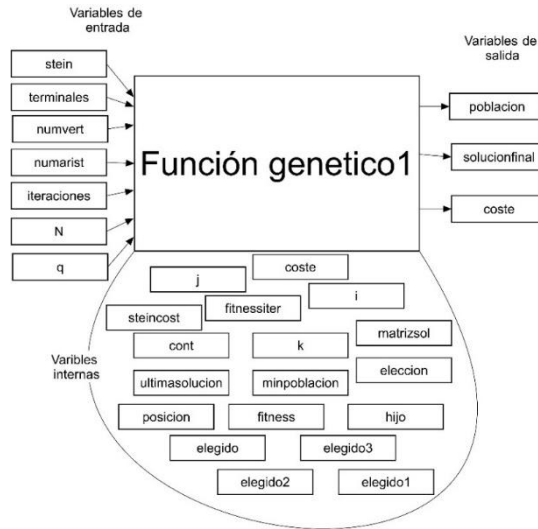 Variables de
entrada
stein
terminales
numvert
numarist
iteraciones
N
q
Función genetico1
Variables de
salida
poblacion
solucionfinal
coste
Varibles
internas
coste
j
i
fitnessiter
steincost
matrizsol
cont
k
eleccion
ultimasolucion
minpoblacion
posicion
fitness
hijo
elegido
elegido3
elegido2
elegido1